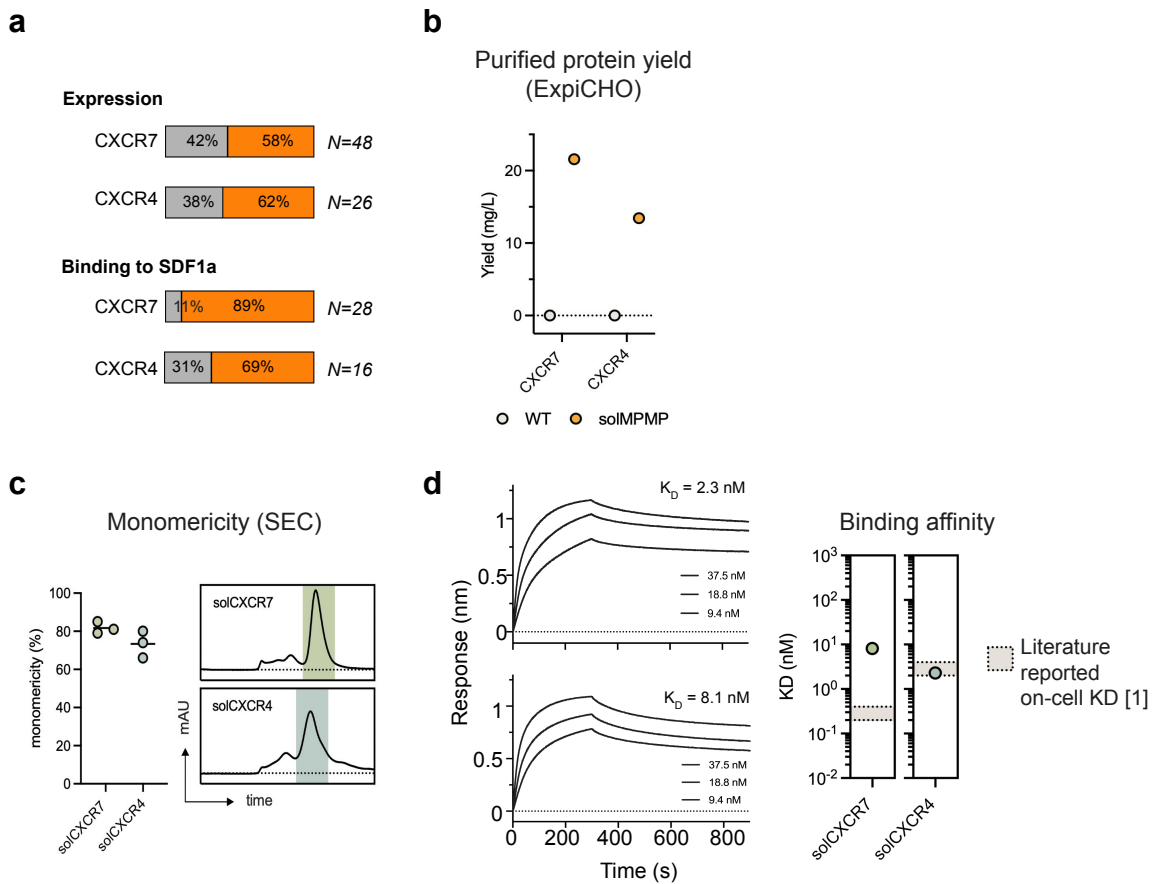 a
Expression
CXCR7 42% 58% N=48
CXCR4 38% 62% N=26
Binding to SDF1a
CXCR7 11% 89% N=28
CXCR4 31% 69% N=16
b
Purified protein yield
(ExpiCHO)
Yield (mg/L)
20
10
0
CXCR7
CXCR4
WT
solMPMP
c
Monomericity (SEC)
monomericity (%)
100
80
60
40
20
0
solCXCR7
solCXCR4
solCXCR7
solCXCR4
mAU
time
d
Response (nm)
K_D = 2.3 nM
1
0.5
0
37.5 nM
18.8 nM
9.4 nM
K_D = 8.1 nM
1
0.5
0
37.5 nM
18.8 nM
9.4 nM
0 200 400 600 800
Time (s)
Binding affinity
KD (nM)
10³
10²
10¹
10⁰
10⁻¹
10⁻²
solCXCR7
solCXCR4
Literature
reported
on-cell KD [1]